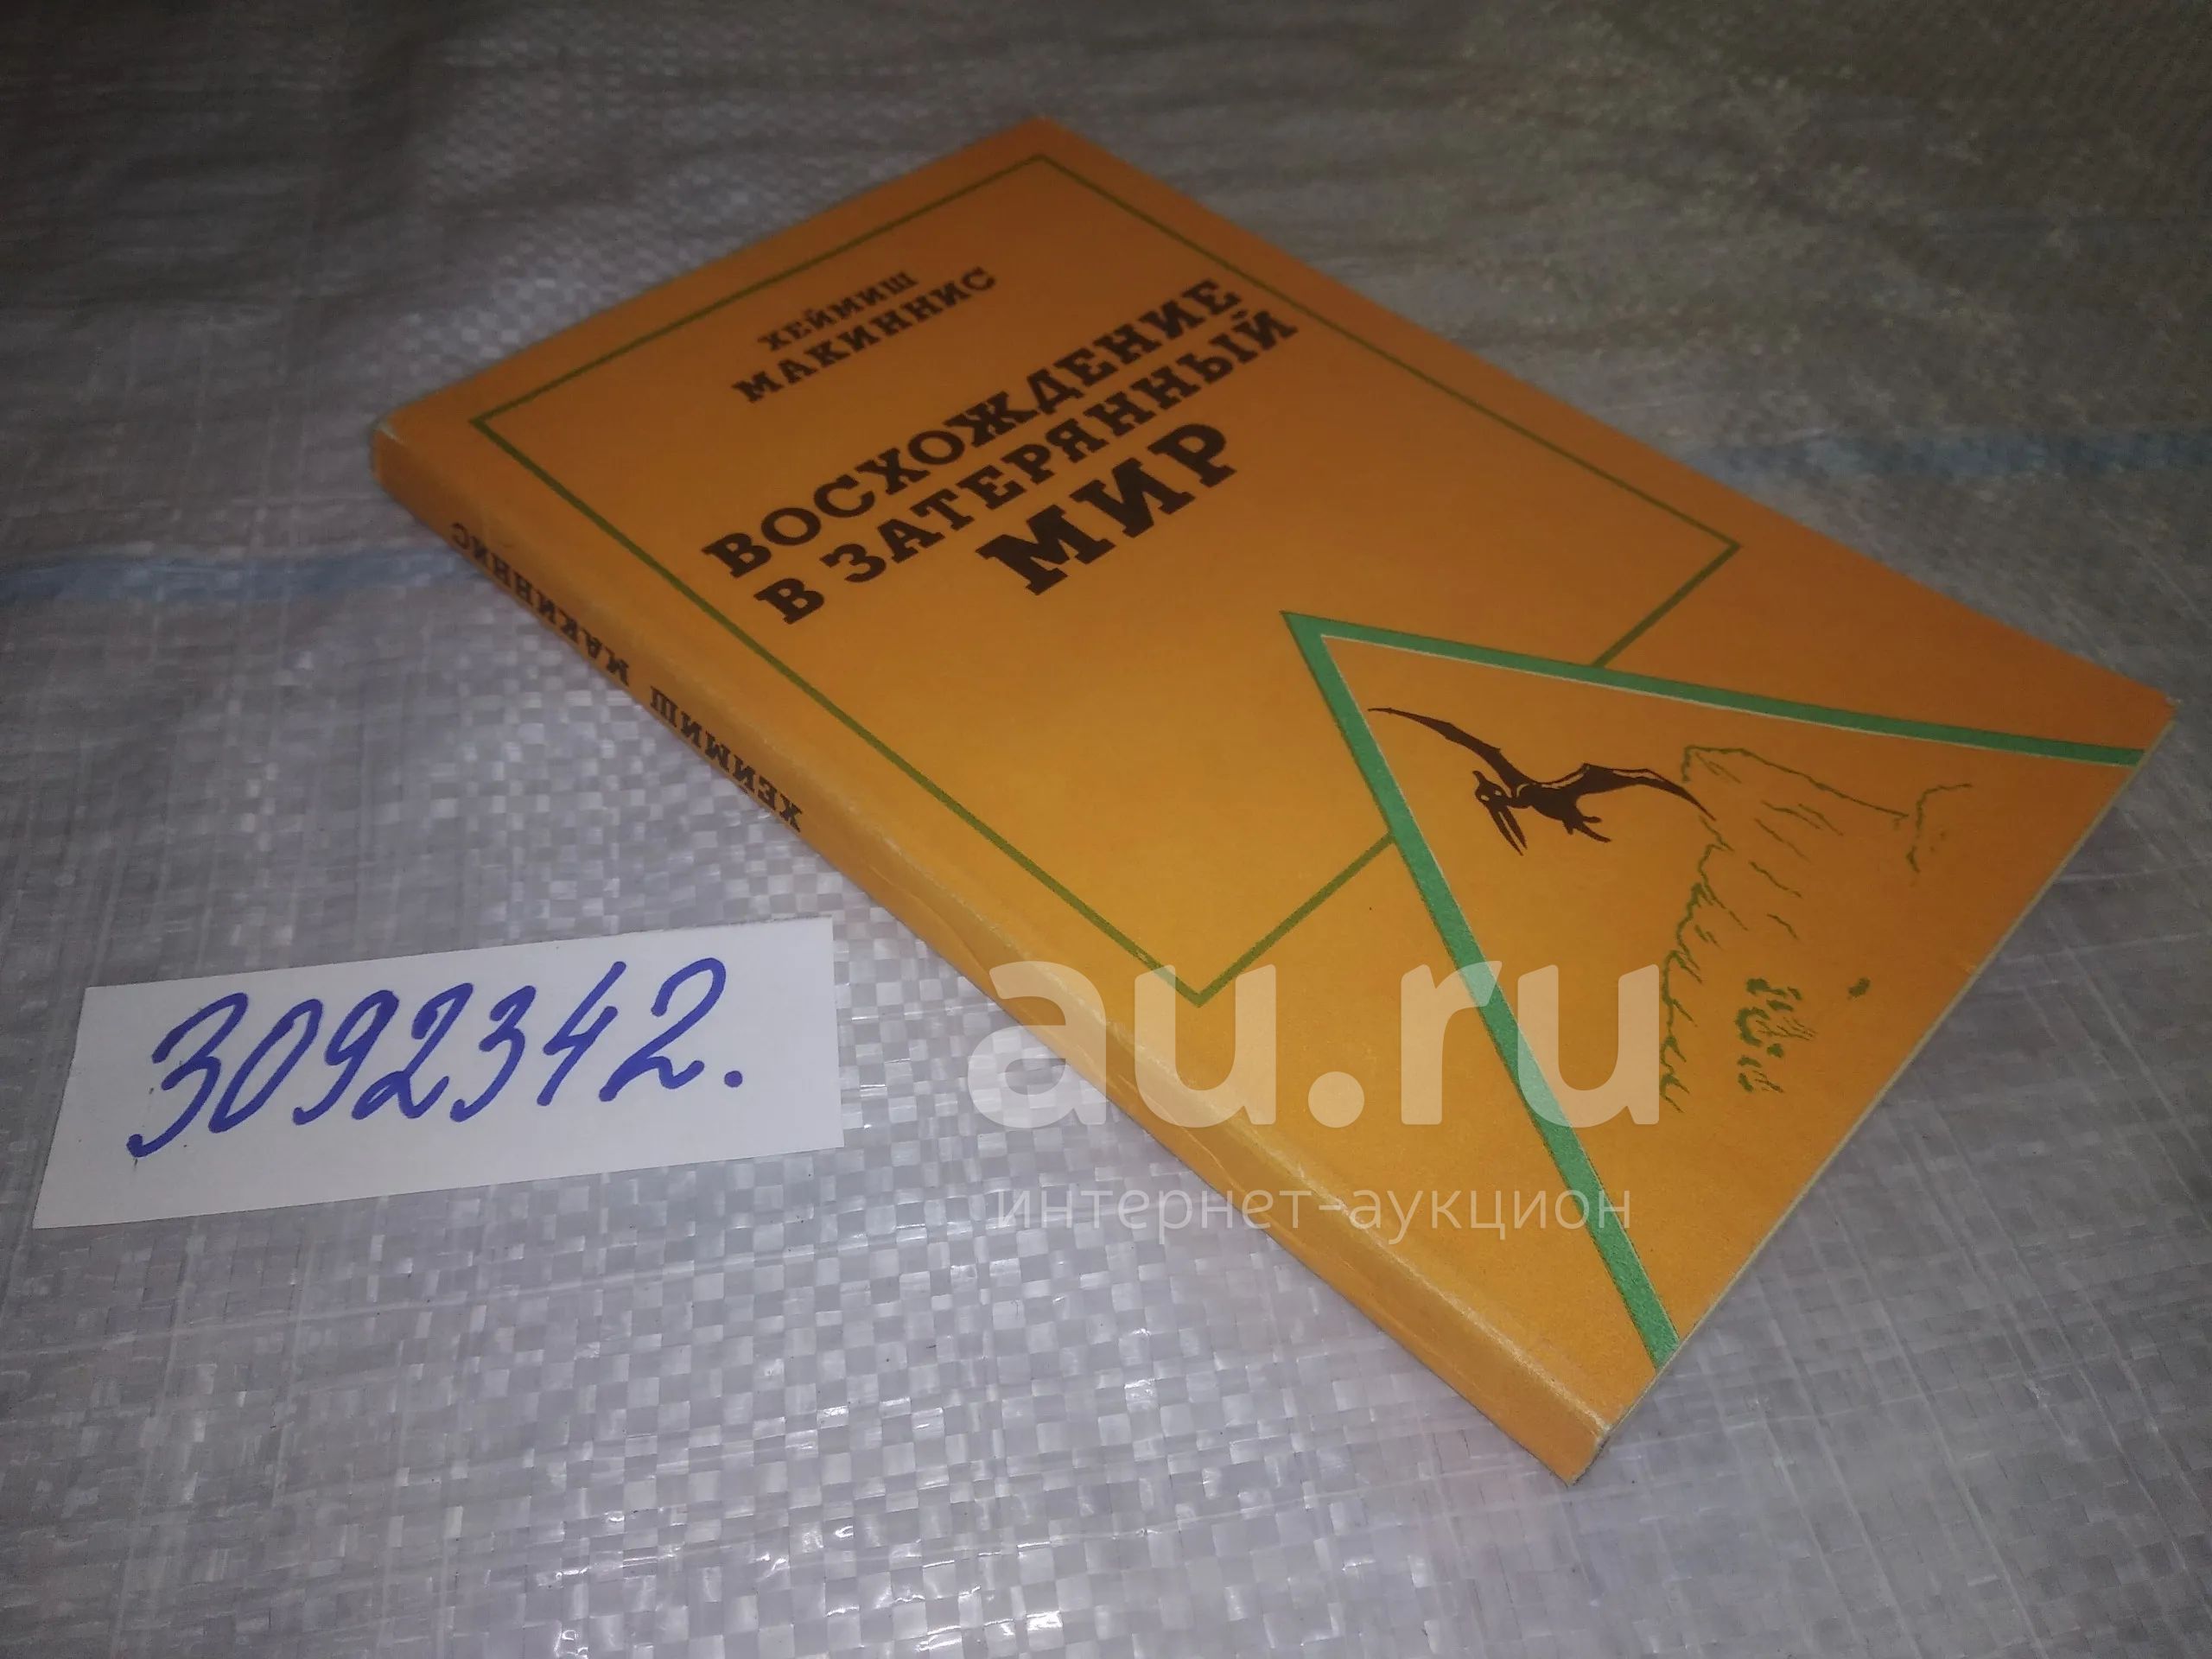 ХЕЙМИШ
МАКИННИС
ВОСХОЖДЕНИЕ
В ЗАТЕРЯННЫЙ
МИР
ХЕЙМИШ МАКИННИС
3092342.
au.ru
интернет-аукцион